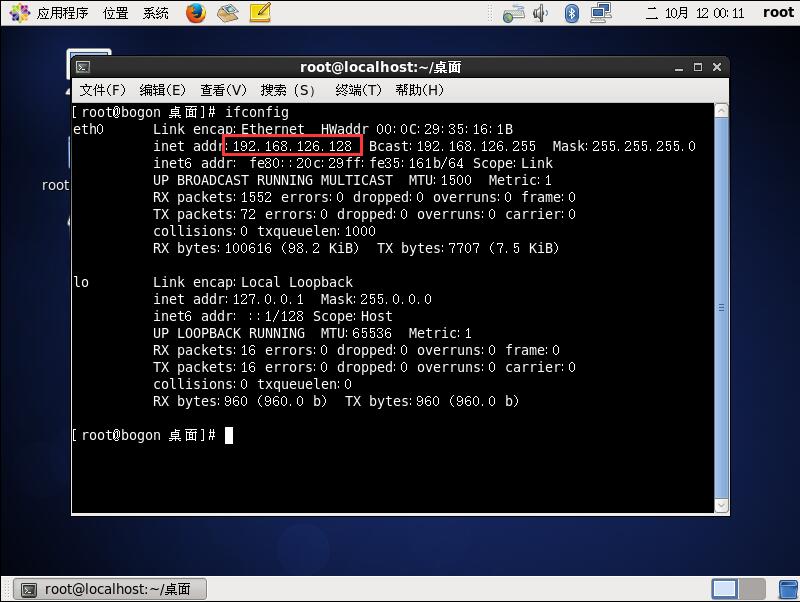 应用程序 位置 系统 二 10月 12 00:11 root
root@localhost:~/桌面
文件(F) 编辑(E) 查看(V) 搜索 (S) 终端(T) 帮助(H)
[root@bogon 桌面]# ifconfig
eth0 Link encap:Ethernet HWaddr 00:0C:29:35:16:1B
inet addr:192.168.126.128 Bcast:192.168.126.255 Mask:255.255.255.0
inet6 addr: fe80::20c:29ff:fe35:161b/64 Scope:Link
UP BROADCAST RUNNING MULTICAST MTU:1500 Metric:1
RX packets:1552 errors:0 dropped:0 overruns:0 frame:0
TX packets:72 errors:0 dropped:0 overruns:0 carrier:0
collisions:0 txqueuelen:1000
RX bytes:100616 (98.2 KiB) TX bytes:7707 (7.5 KiB)
lo Link encap:Local Loopback
inet addr:127.0.0.1 Mask:255.0.0.0
inet6 addr: ::1/128 Scope:Host
UP LOOPBACK RUNNING MTU:65536 Metric:1
RX packets:16 errors:0 dropped:0 overruns:0 frame:0
TX packets:16 errors:0 dropped:0 overruns:0 carrier:0
collisions:0 txqueuelen:0
RX bytes:960 (960.0 b) TX bytes:960 (960.0 b)
[root@bogon 桌面]#
root
root@localhost:~/桌面